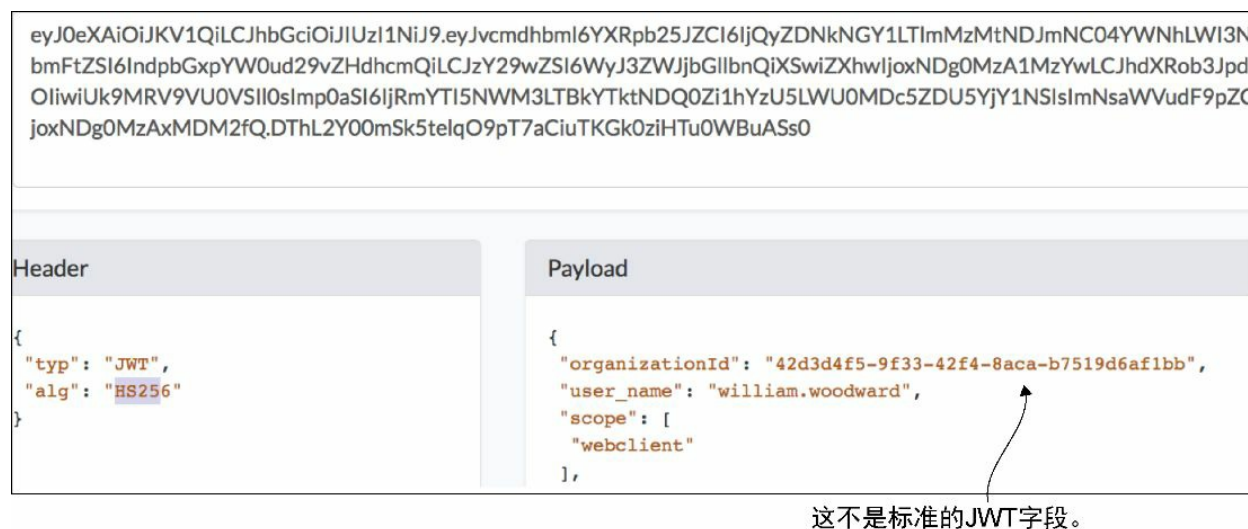 eyJ0eXAiOiJKV1QiLCJhbGciOiJIUzI1NiJ9.eyJvcmdhbml6YXRpb25JZCI6IjQyZDNkNGY1LTlmMzMtNDJmNC04YWNhLWI3N
bmFtZSI6IndpbGxpYW0ud29vZHdhcmQiLCJzY29wZSI6WyJ3ZWJjbGllbnQiXSwiZXhwIjoxNDg0MzA1MzYwLCJhdXRob3Jpd
OIiwiUk9MRV9VU0VSIl0sImp0aSI6IjRmYTI5NWM3LTBkYTktNDQ0Zi1hYzU5LWU0MDc5ZDU5YjY1NSIsImNsaWVudF9pZC
joxNDg0MzAxMDM2fQ.DThL2Y00mSk5telqO9pT7aCiuTKGk0ziHTu0WBuASs0
Header
Payload
{
"typ": "JWT",
"alg": "HS256"
}
{
"organizationId": "42d3d4f5-9f33-42f4-8aca-b7519d6af1bb",
"user_name": "william.woodward",
"scope": [
"webclient"
],
这不是标准的JWT字段。